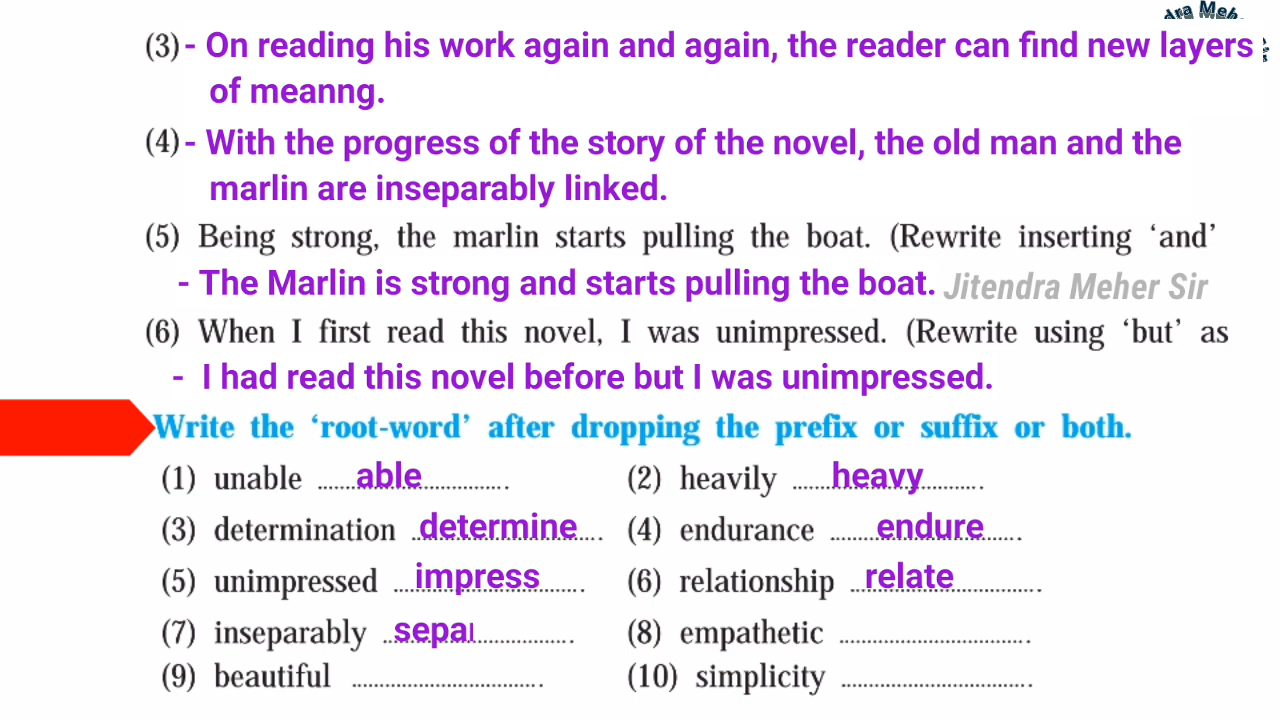 dra Meh
(3) - On reading his work again and again, the reader can find new layers
of meanng.
(4) - With the progress of the story of the novel, the old man and the
marlin are inseparably linked.
(5) Being strong, the marlin starts pulling the boat. (Rewrite inserting ‘and’
- The Marlin is strong and starts pulling the boat. Jitendra Meher Sir
(6) When I first read this novel, I was unimpressed. (Rewrite using ‘but’ as
- I had read this novel before but I was unimpressed.
Write the ‘root-word’ after dropping the prefix or suffix or both.
(1) unable able (2) heavily heavy
(3) determination determine (4) endurance endure
(5) unimpressed impress (6) relationship relate
(7) inseparably sepa (8) empathetic
(9) beautiful (10) simplicity